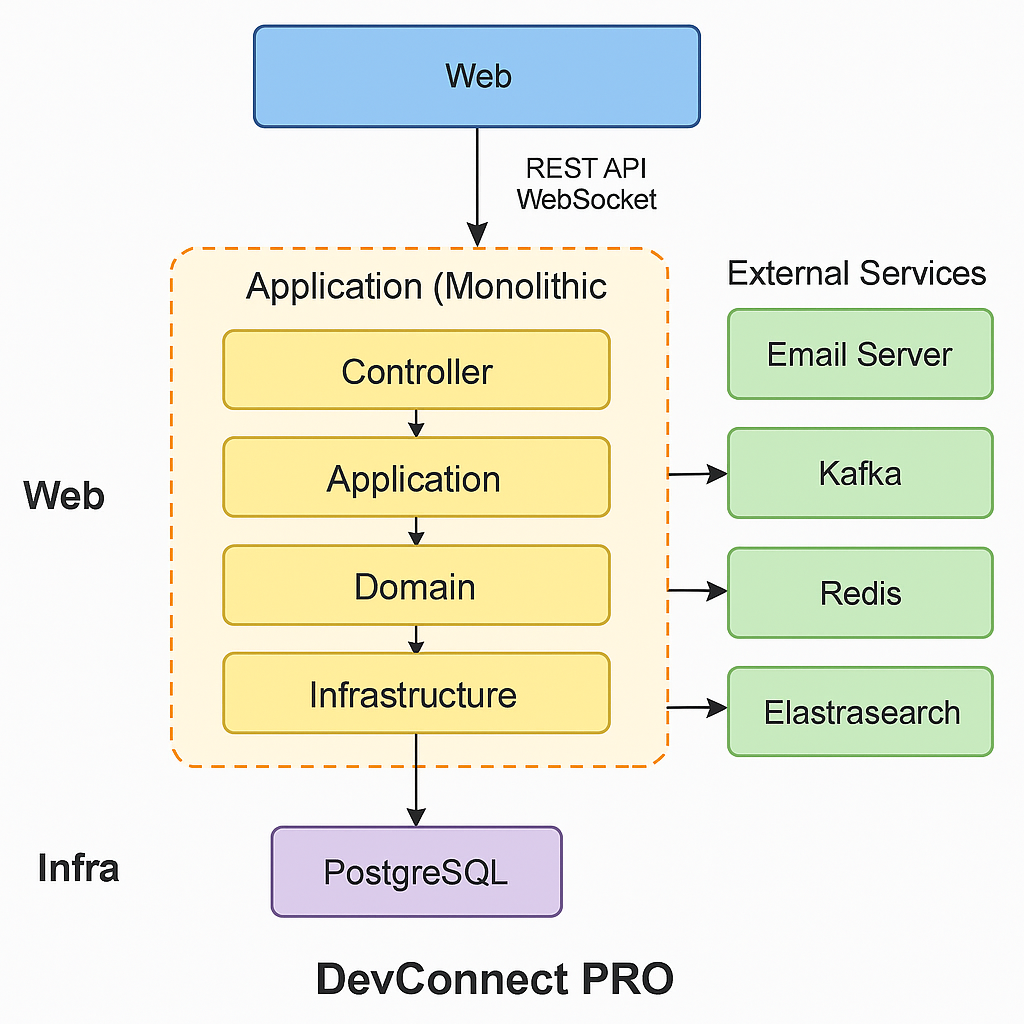 Web
REST API
WebSocket
Application (Monolithic
Controller
Application
Domain
Infrastructure
External Services
Email Server
Kafka
Redis
Elastrasearch
Web
Infra
PostgreSQL
DevConnect PRO